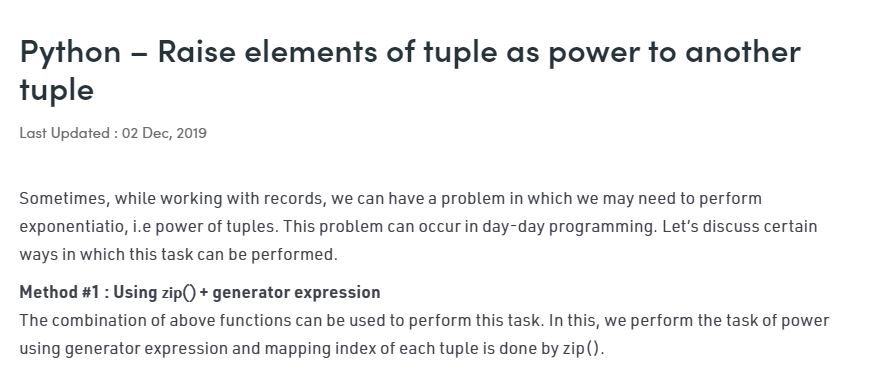 Python – Raise elements of tuple as power to another
tuple
Last Updated : 02 Dec, 2019
Sometimes, while working with records, we can have a problem in which we may need to perform
exponentiatio, i.e power of tuples. This problem can occur in day-day programming. Let’s discuss certain
ways in which this task can be performed.
Method #1 : Using zip() + generator expression
The combination of above functions can be used to perform this task. In this, we perform the task of power
using generator expression and mapping index of each tuple is done by zip().